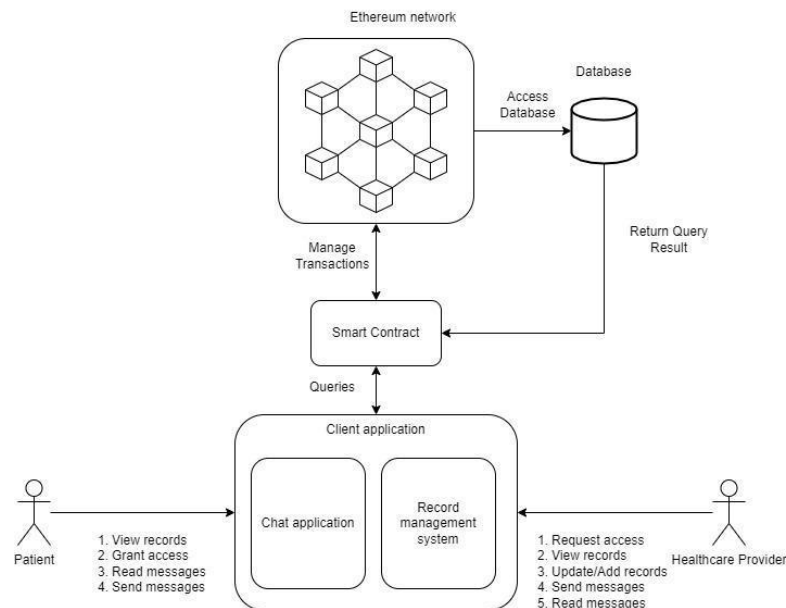 Ethereum network
Database
Access
Database
Return Query
Result
Manage
Transactions
Smart Contract
Queries
Client application
Chat application
Record
management
system
Patient
1. View records
2. Grant access
3. Read messages
4. Send messages
1. Request access
2. View records
3. Update/Add records
4. Send messages
5. Read messages
Healthcare Provider